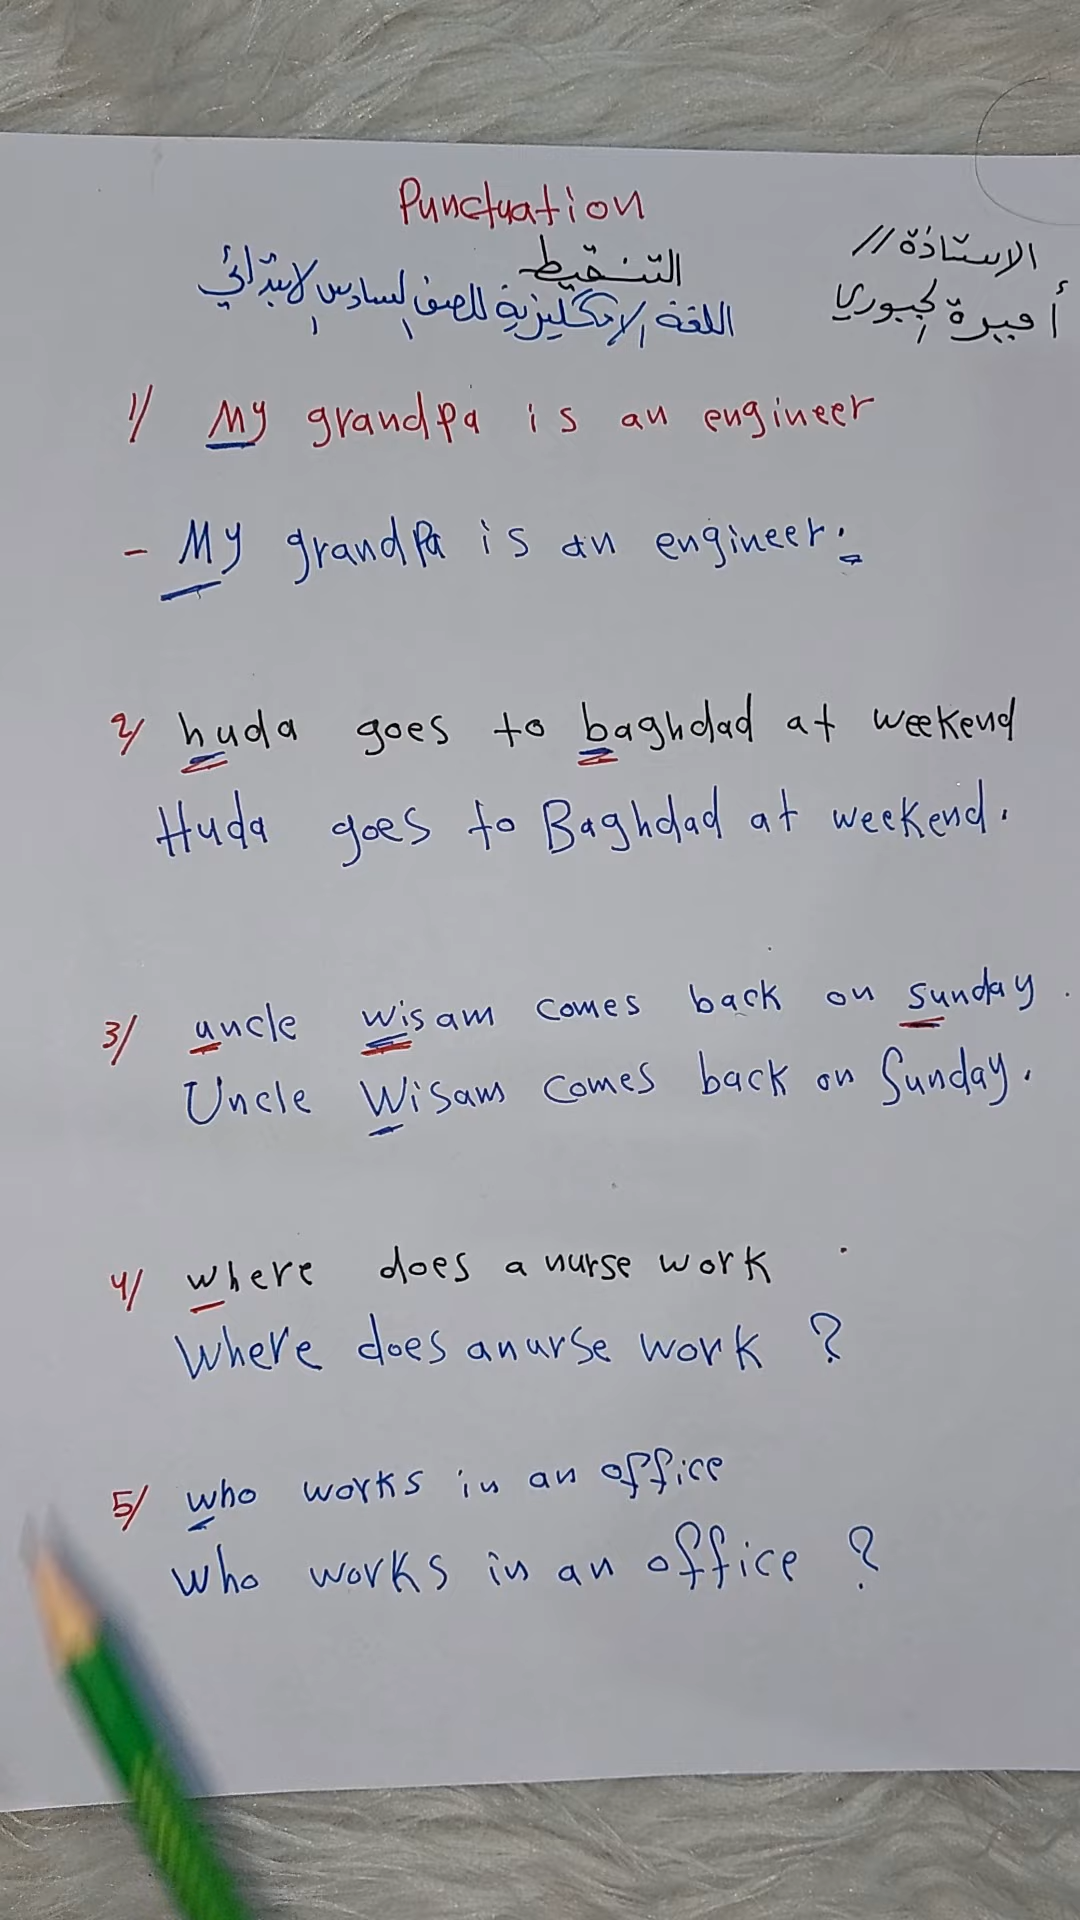 Punctuation
التنقيط
الاستاذة //
أميرة الجبوري
اللغة الانكليزية للصف السادس الابتدائي
1/ My grandpa is an engineer
- My grandpa is an engineer.
2/ huda goes to baghdad at weekend
Huda goes to Baghdad at weekend.
3/ uncle wisam comes back on sunday
Uncle Wisam comes back on Sunday.
4/ where does a nurse work
Where does a nurse work ?
5/ who works in an office
Who works in an office ?